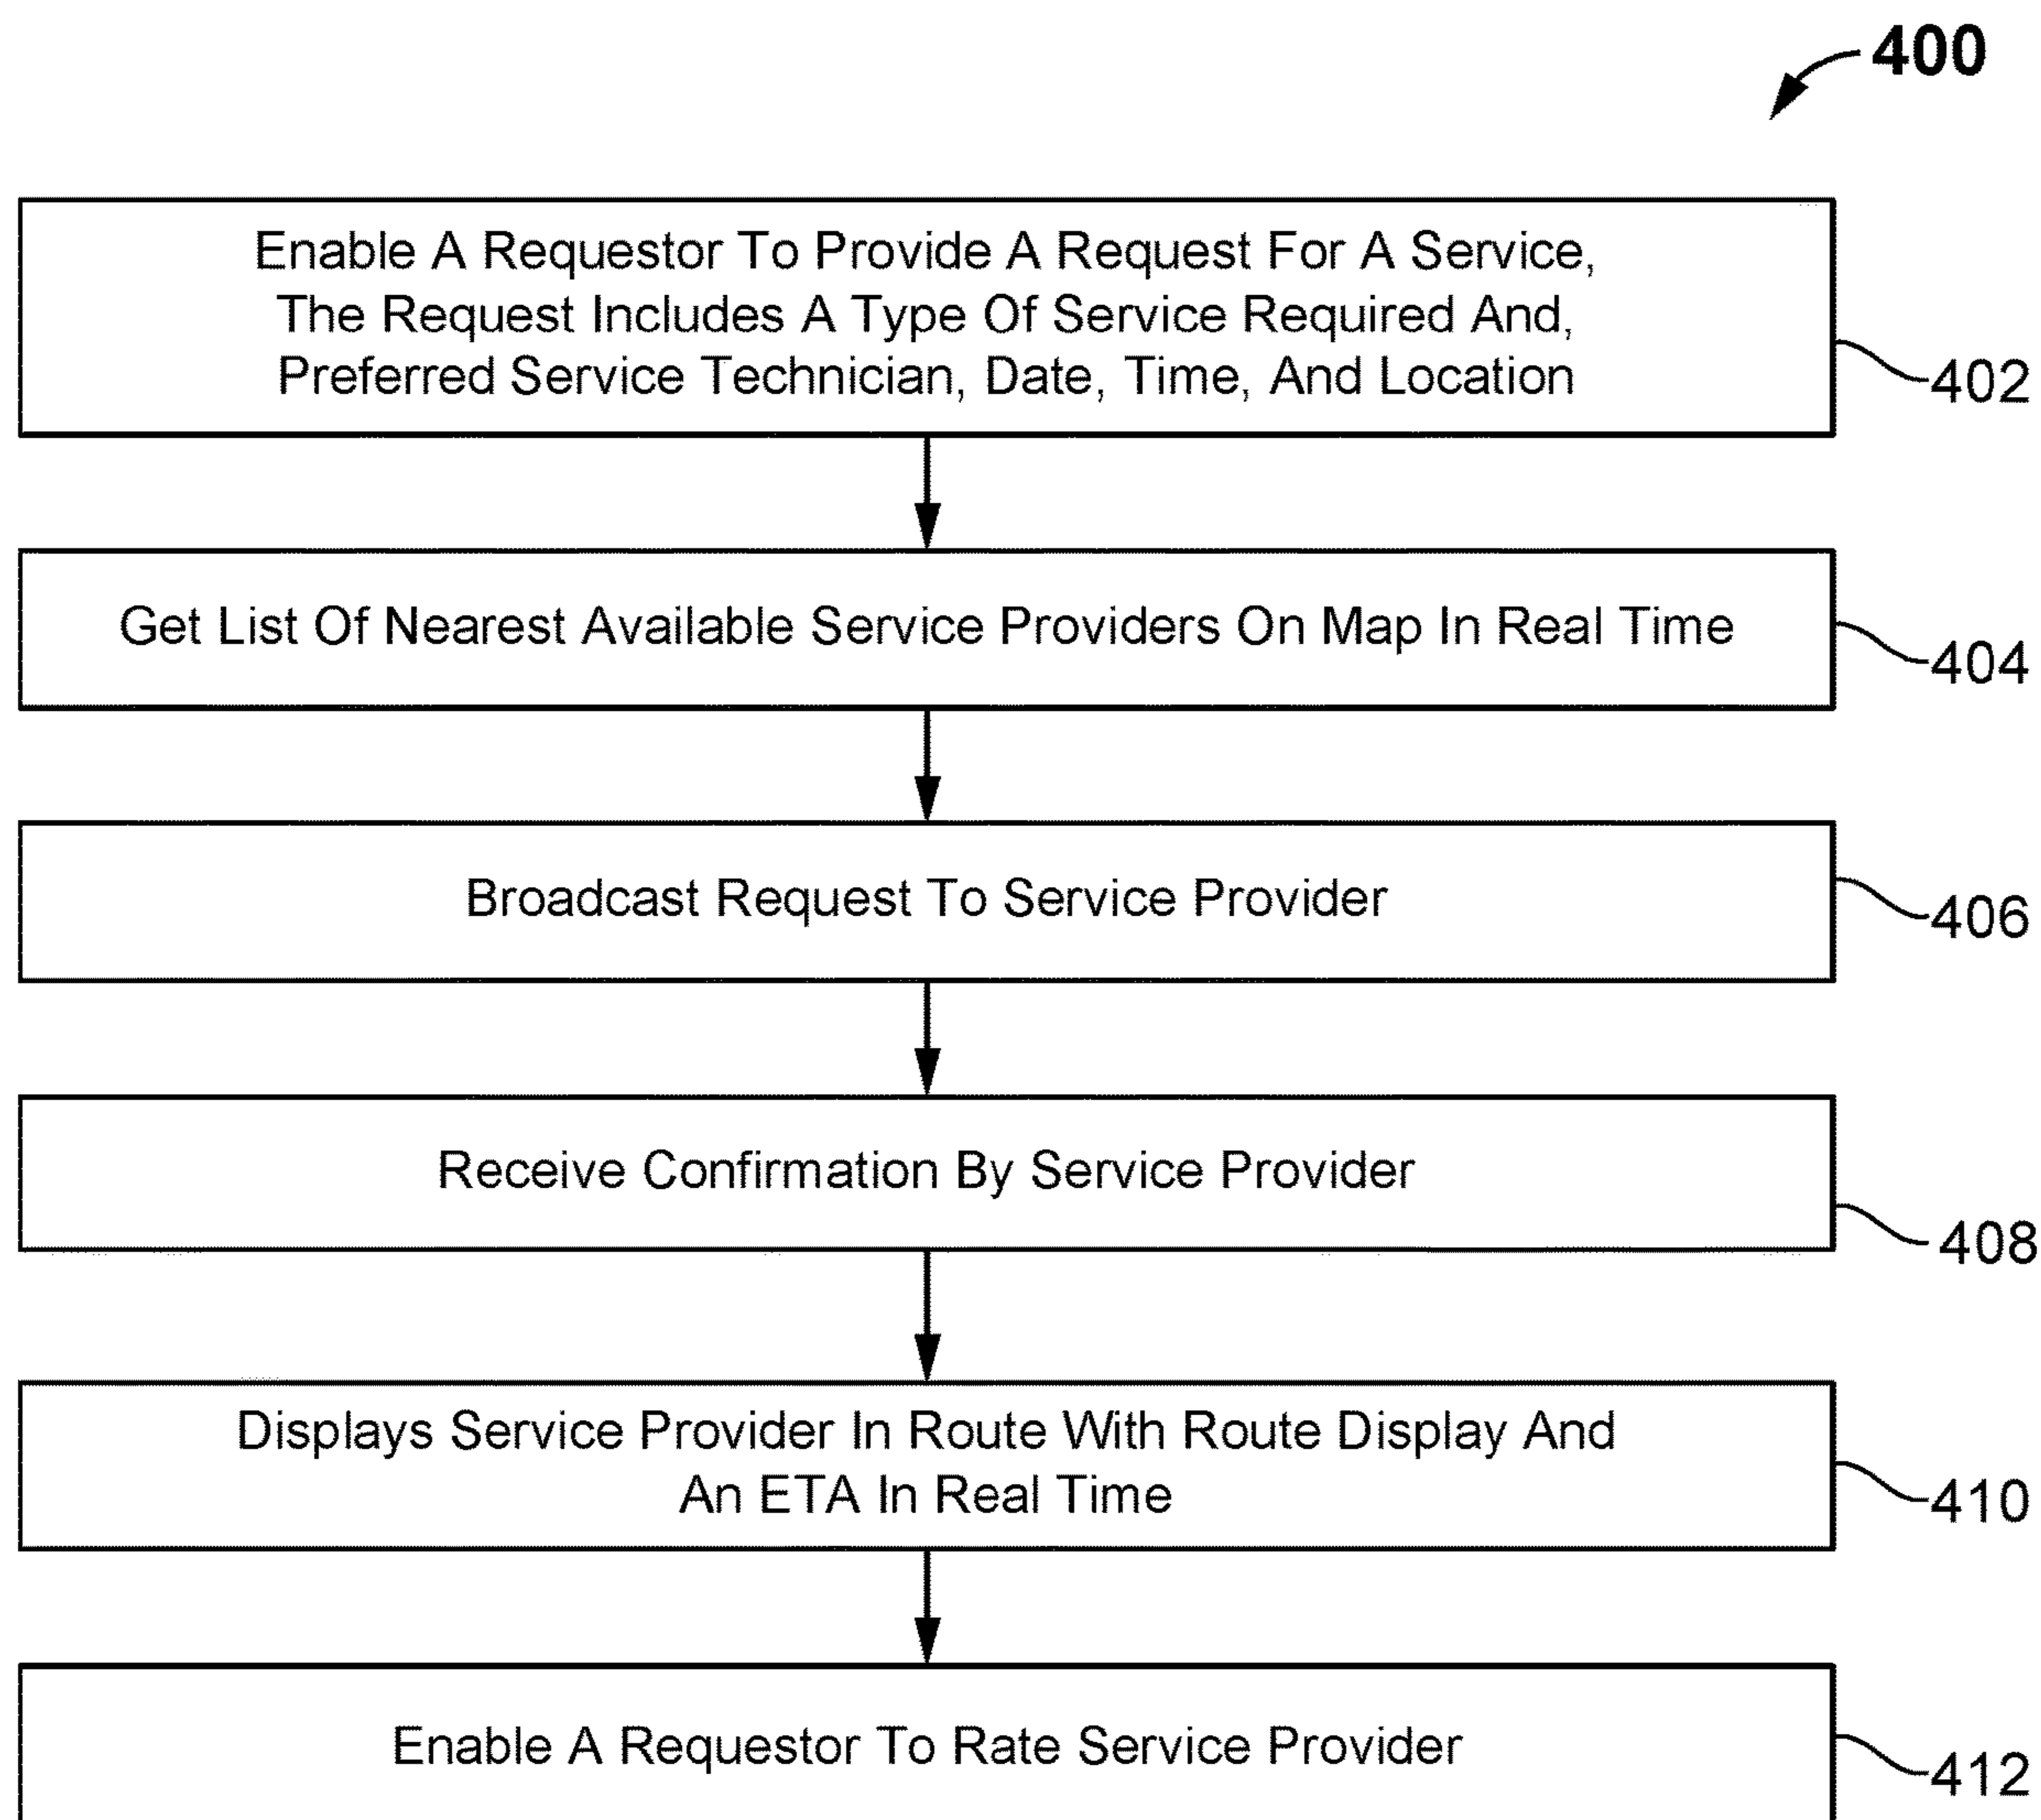 400
Enable A Requestor To Provide A Request For A Service,
The Request Includes A Type Of Service Required And,
Preferred Service Technician, Date, Time, And Location
402
Get List Of Nearest Available Service Providers On Map In Real Time
404
Broadcast Request To Service Provider
406
Receive Confirmation By Service Provider
408
Displays Service Provider In Route With Route Display And
An ETA In Real Time
410
Enable A Requestor To Rate Service Provider
412